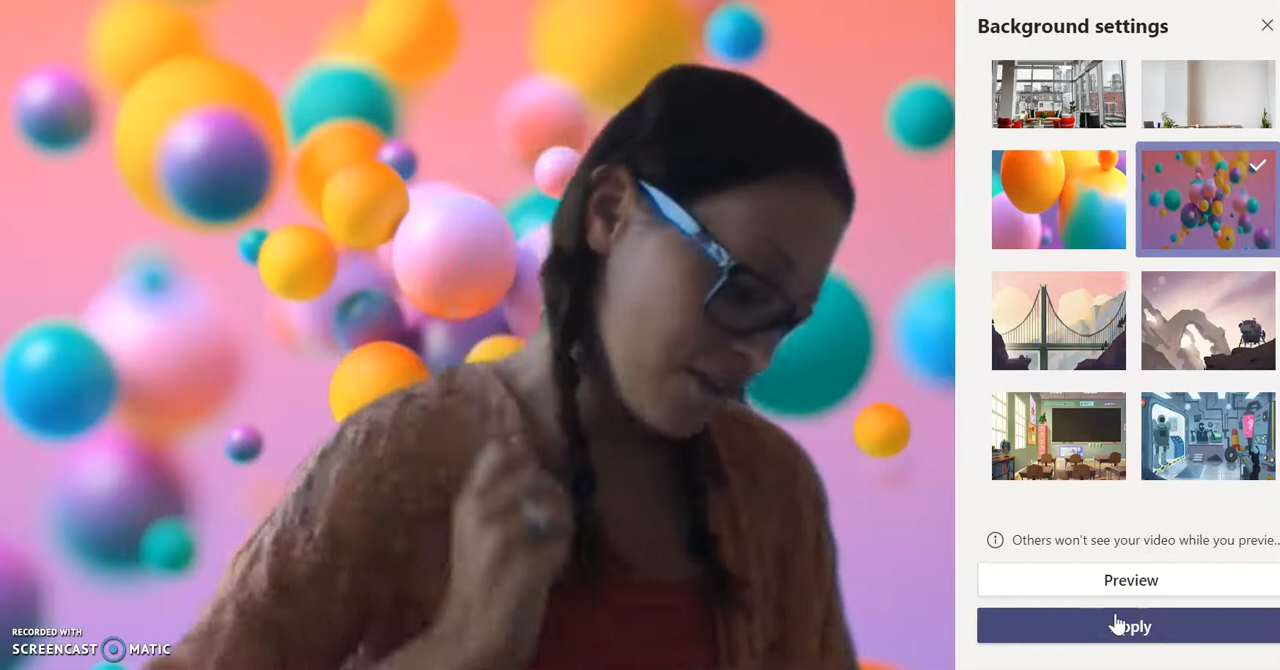 Background settings
Others won't see your video while you previe...
Preview
pply
RECORDED WITH
SCREENCAST MATIC